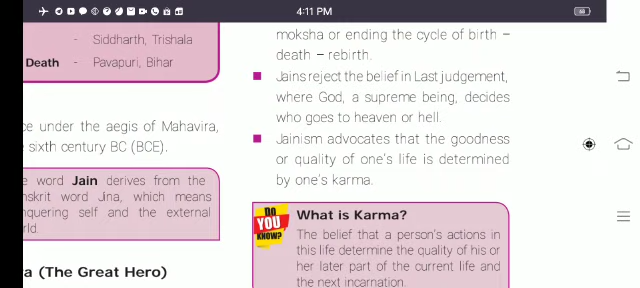 4:11 PM
- Siddharth, Trishala
Death - Pavapuri, Bihar
ce under the aegis of Mahavira,
sixth century BC (BCE).
e word Jain derives from the
nskrit word Jina, which means
nquering self and the external
rld.
a (The Great Hero)
moksha or ending the cycle of birth –
death – rebirth.
Jains reject the belief in Last judgement,
where God, a supreme being, decides
who goes to heaven or hell.
Jainism advocates that the goodness
or quality of one's life is determined
by one's karma.
DO
YOU
KNOW?
What is Karma?
The belief that a person's actions in
this life determine the quality of his or
her later part of the current life and
the next incarnation.